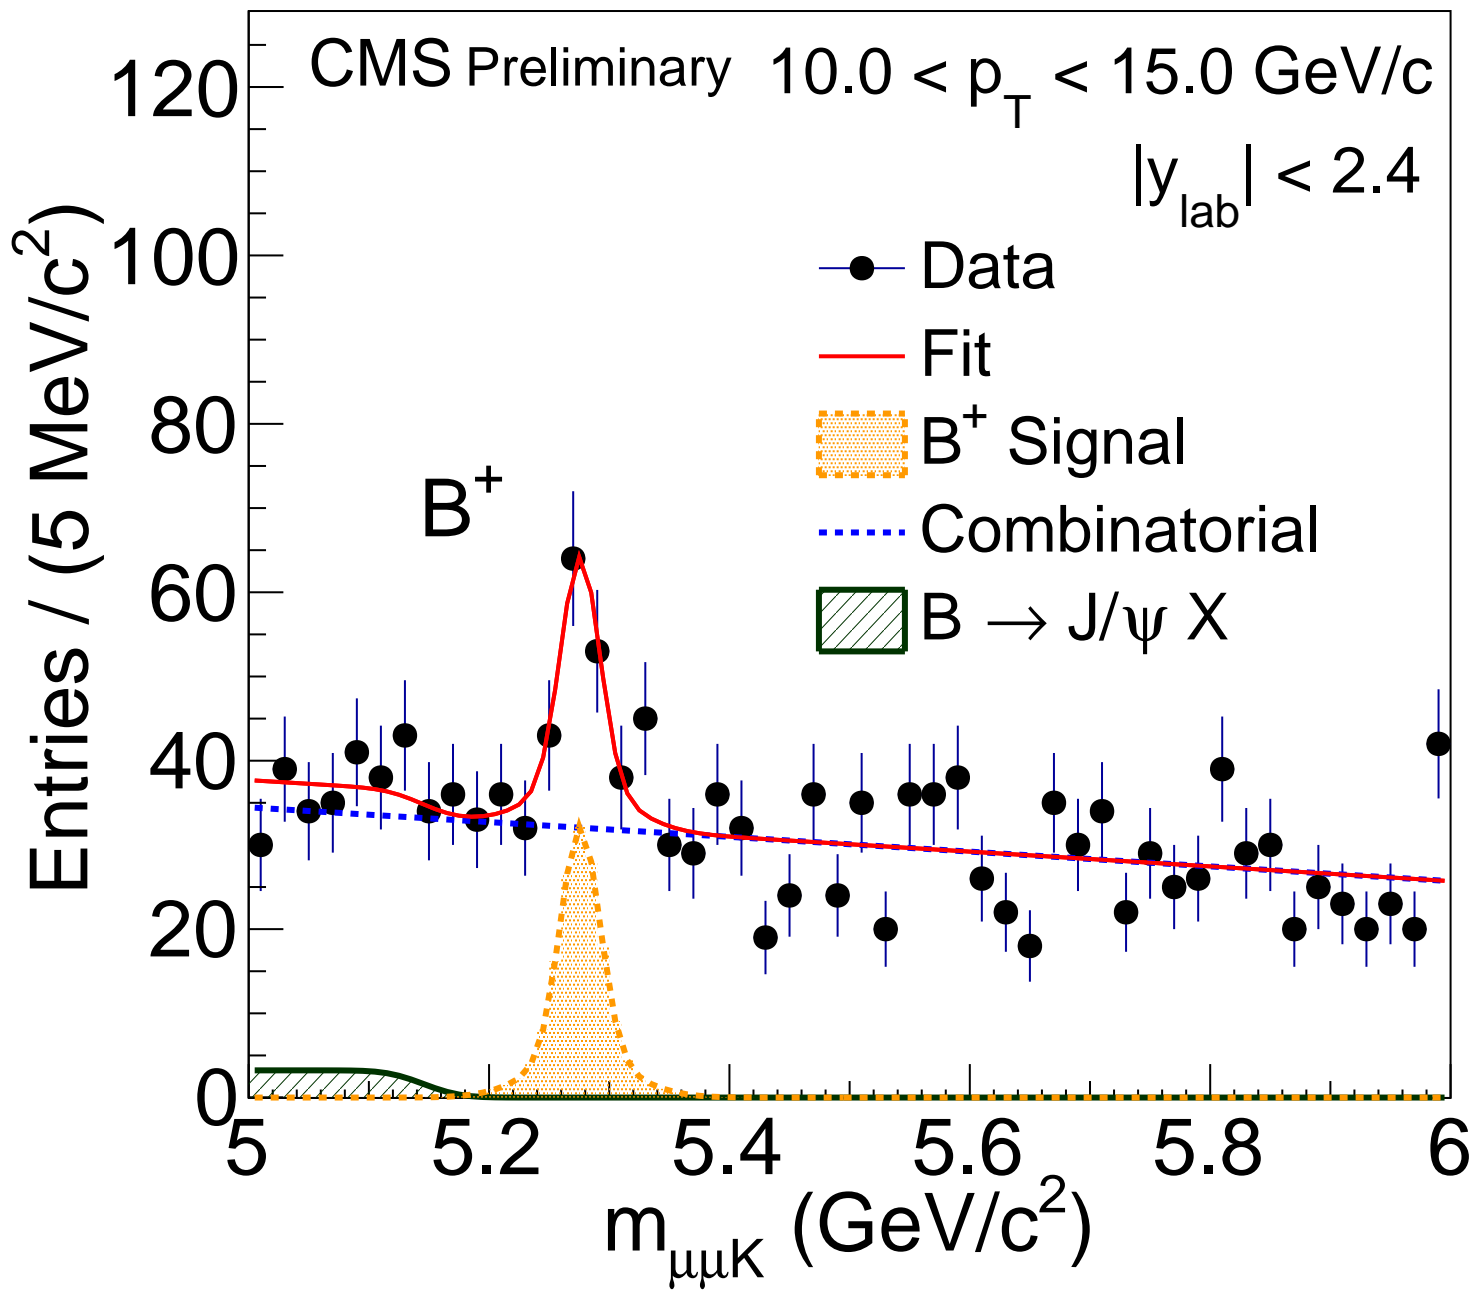 CMS Preliminary 10.0 < p_T < 15.0 GeV/c
|y_lab| < 2.4
Data
Fit
B⁺ Signal
Combinatorial
B → J/ψ X
B⁺
Entries / (5 MeV/c²)
120
100
80
60
40
20
0
5 5.2 5.4 5.6 5.8 6
m_μμK (GeV/c²)